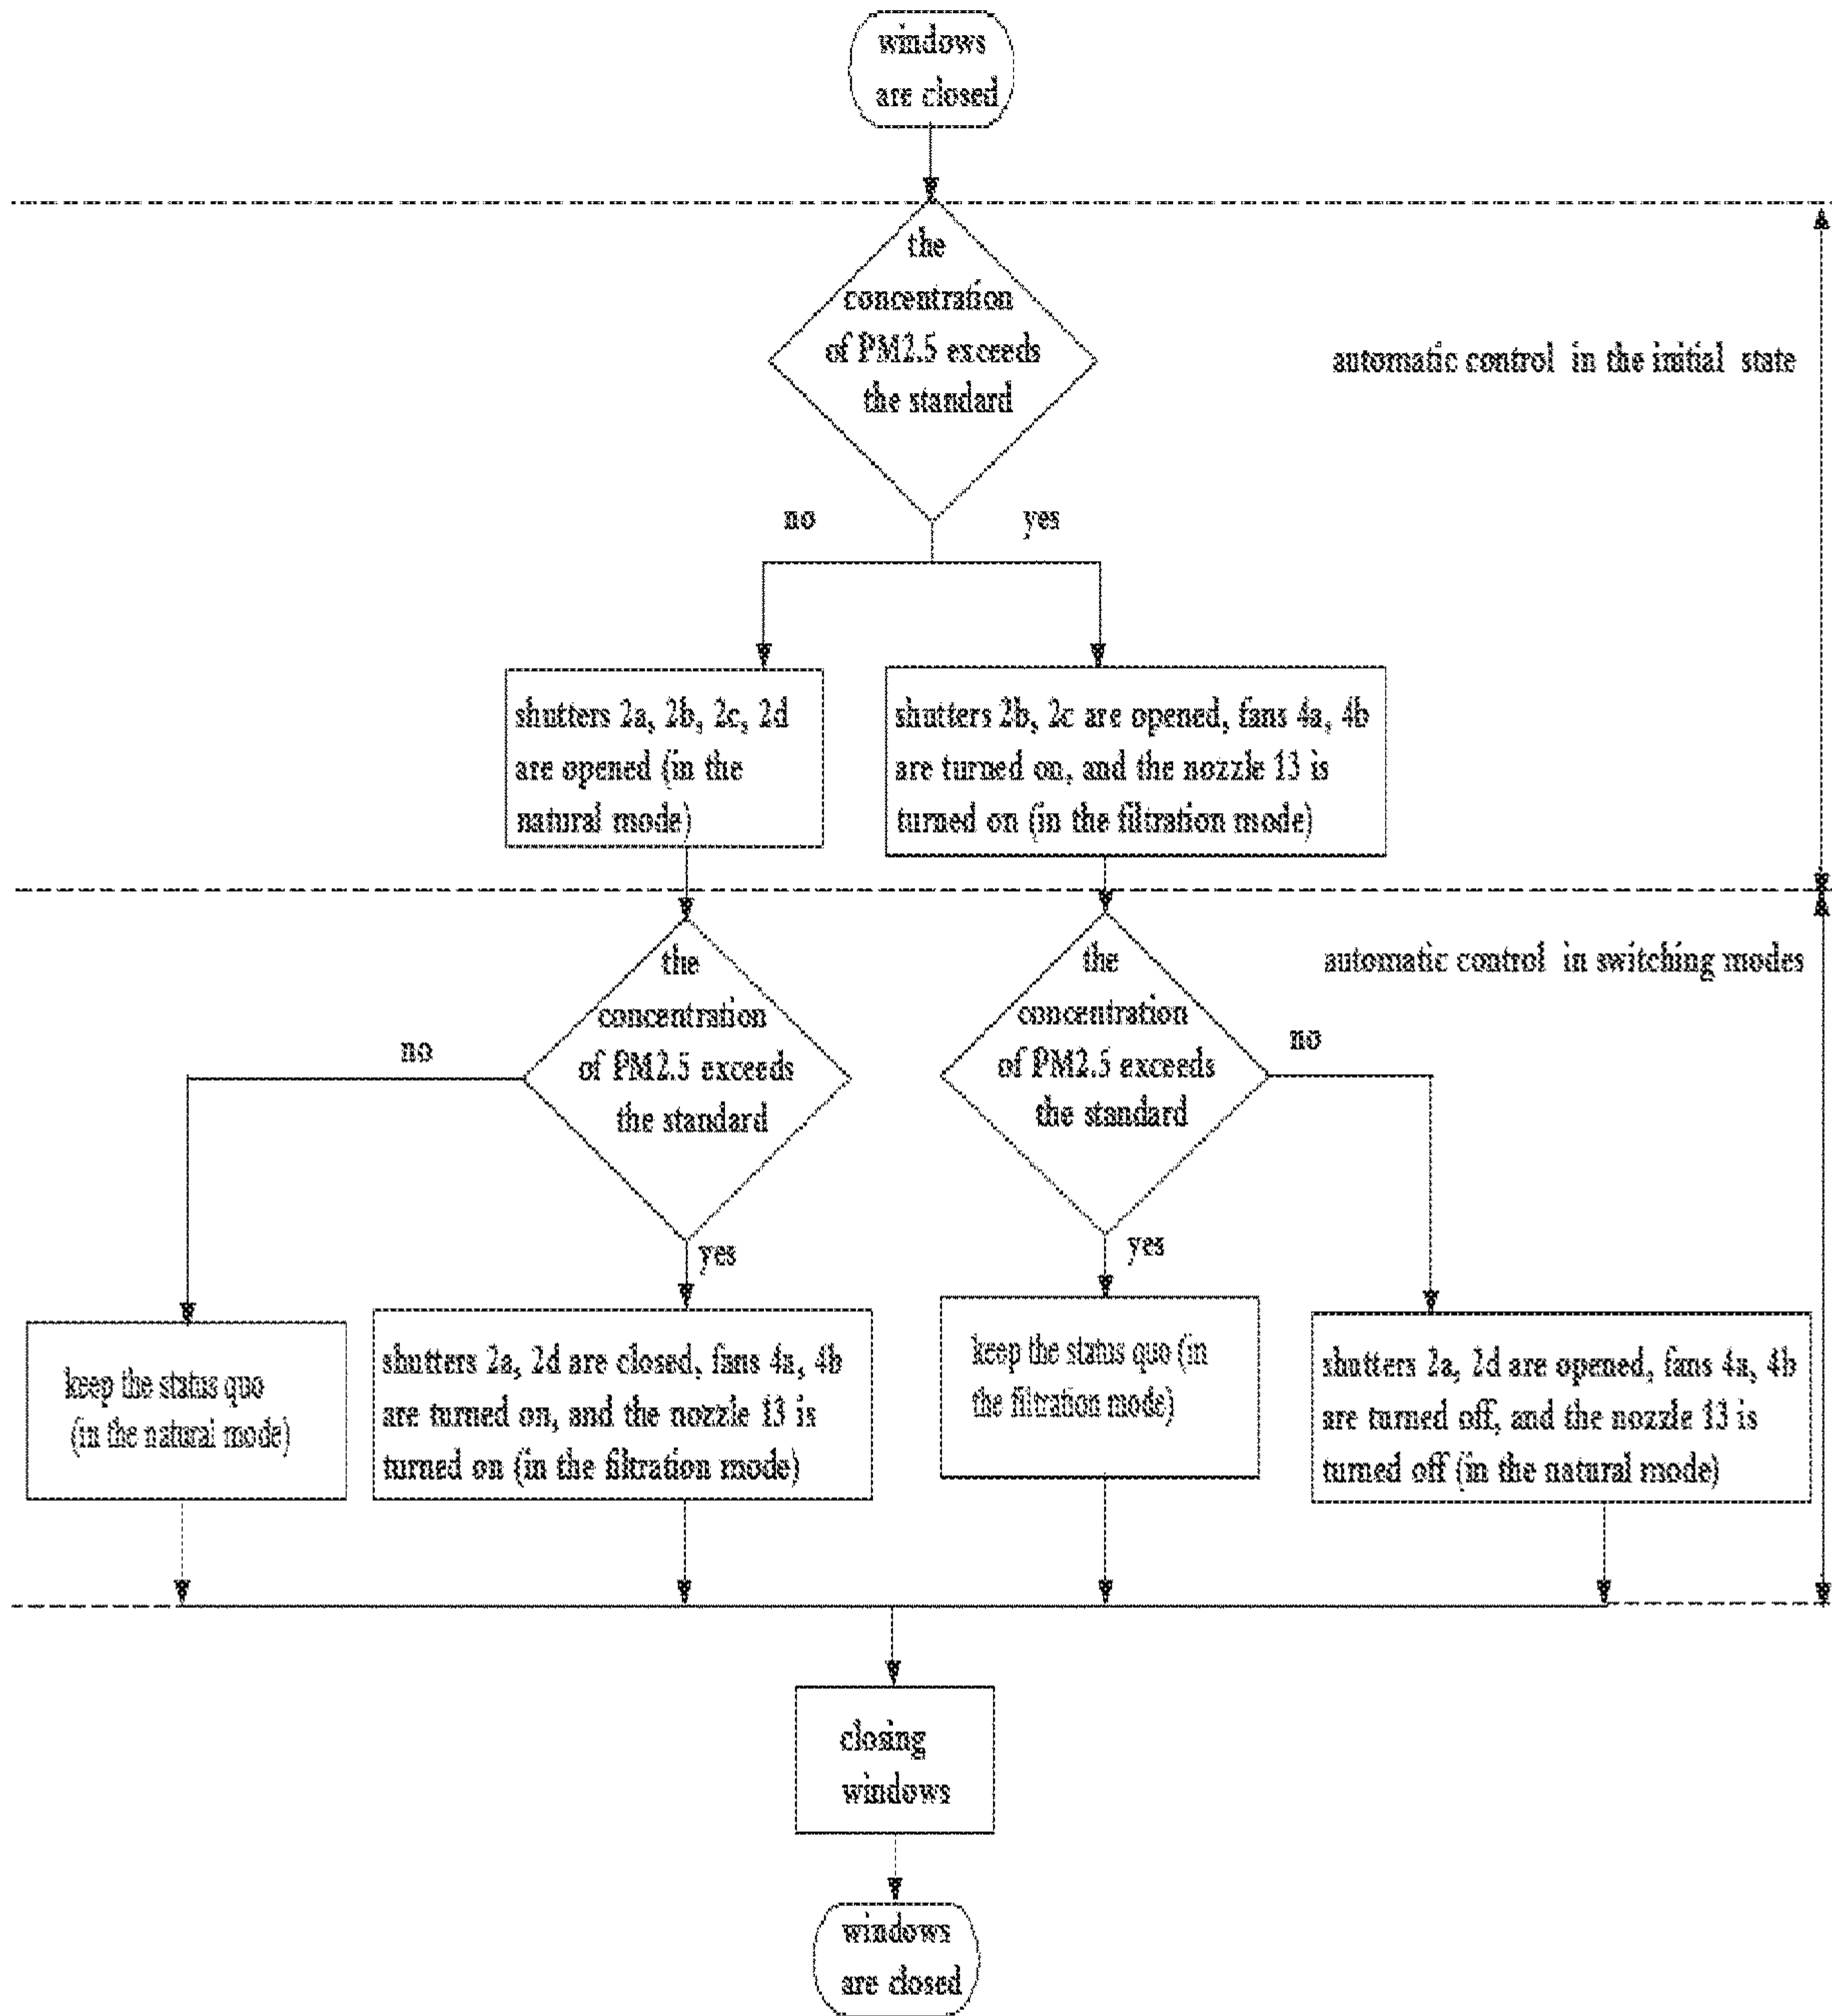 windows
are closed
the
concentration
of PM2.5 exceeds
the standard
automatic control in the initial state
no
yes
shutters 2a, 2b, 2c, 2d
are opened (in the
natural mode)
shutters 2b, 2c are opened, fans 4a, 4b
are turned on, and the nozzle 13 is
turned on (in the filtration mode)
automatic control in switching modes
the
concentration
of PM2.5 exceeds
the standard
no
yes
the
concentration
of PM2.5 exceeds
the standard
no
yes
keep the status quo
(in the natural mode)
shutters 2a, 2d are closed, fans 4a, 4b
are turned on, and the nozzle 13 is
turned on (in the filtration mode)
keep the status quo (in
the filtration mode)
shutters 2a, 2d are opened, fans 4a, 4b
are turned off, and the nozzle 13 is
turned off (in the natural mode)
closing
windows
windows
are closed